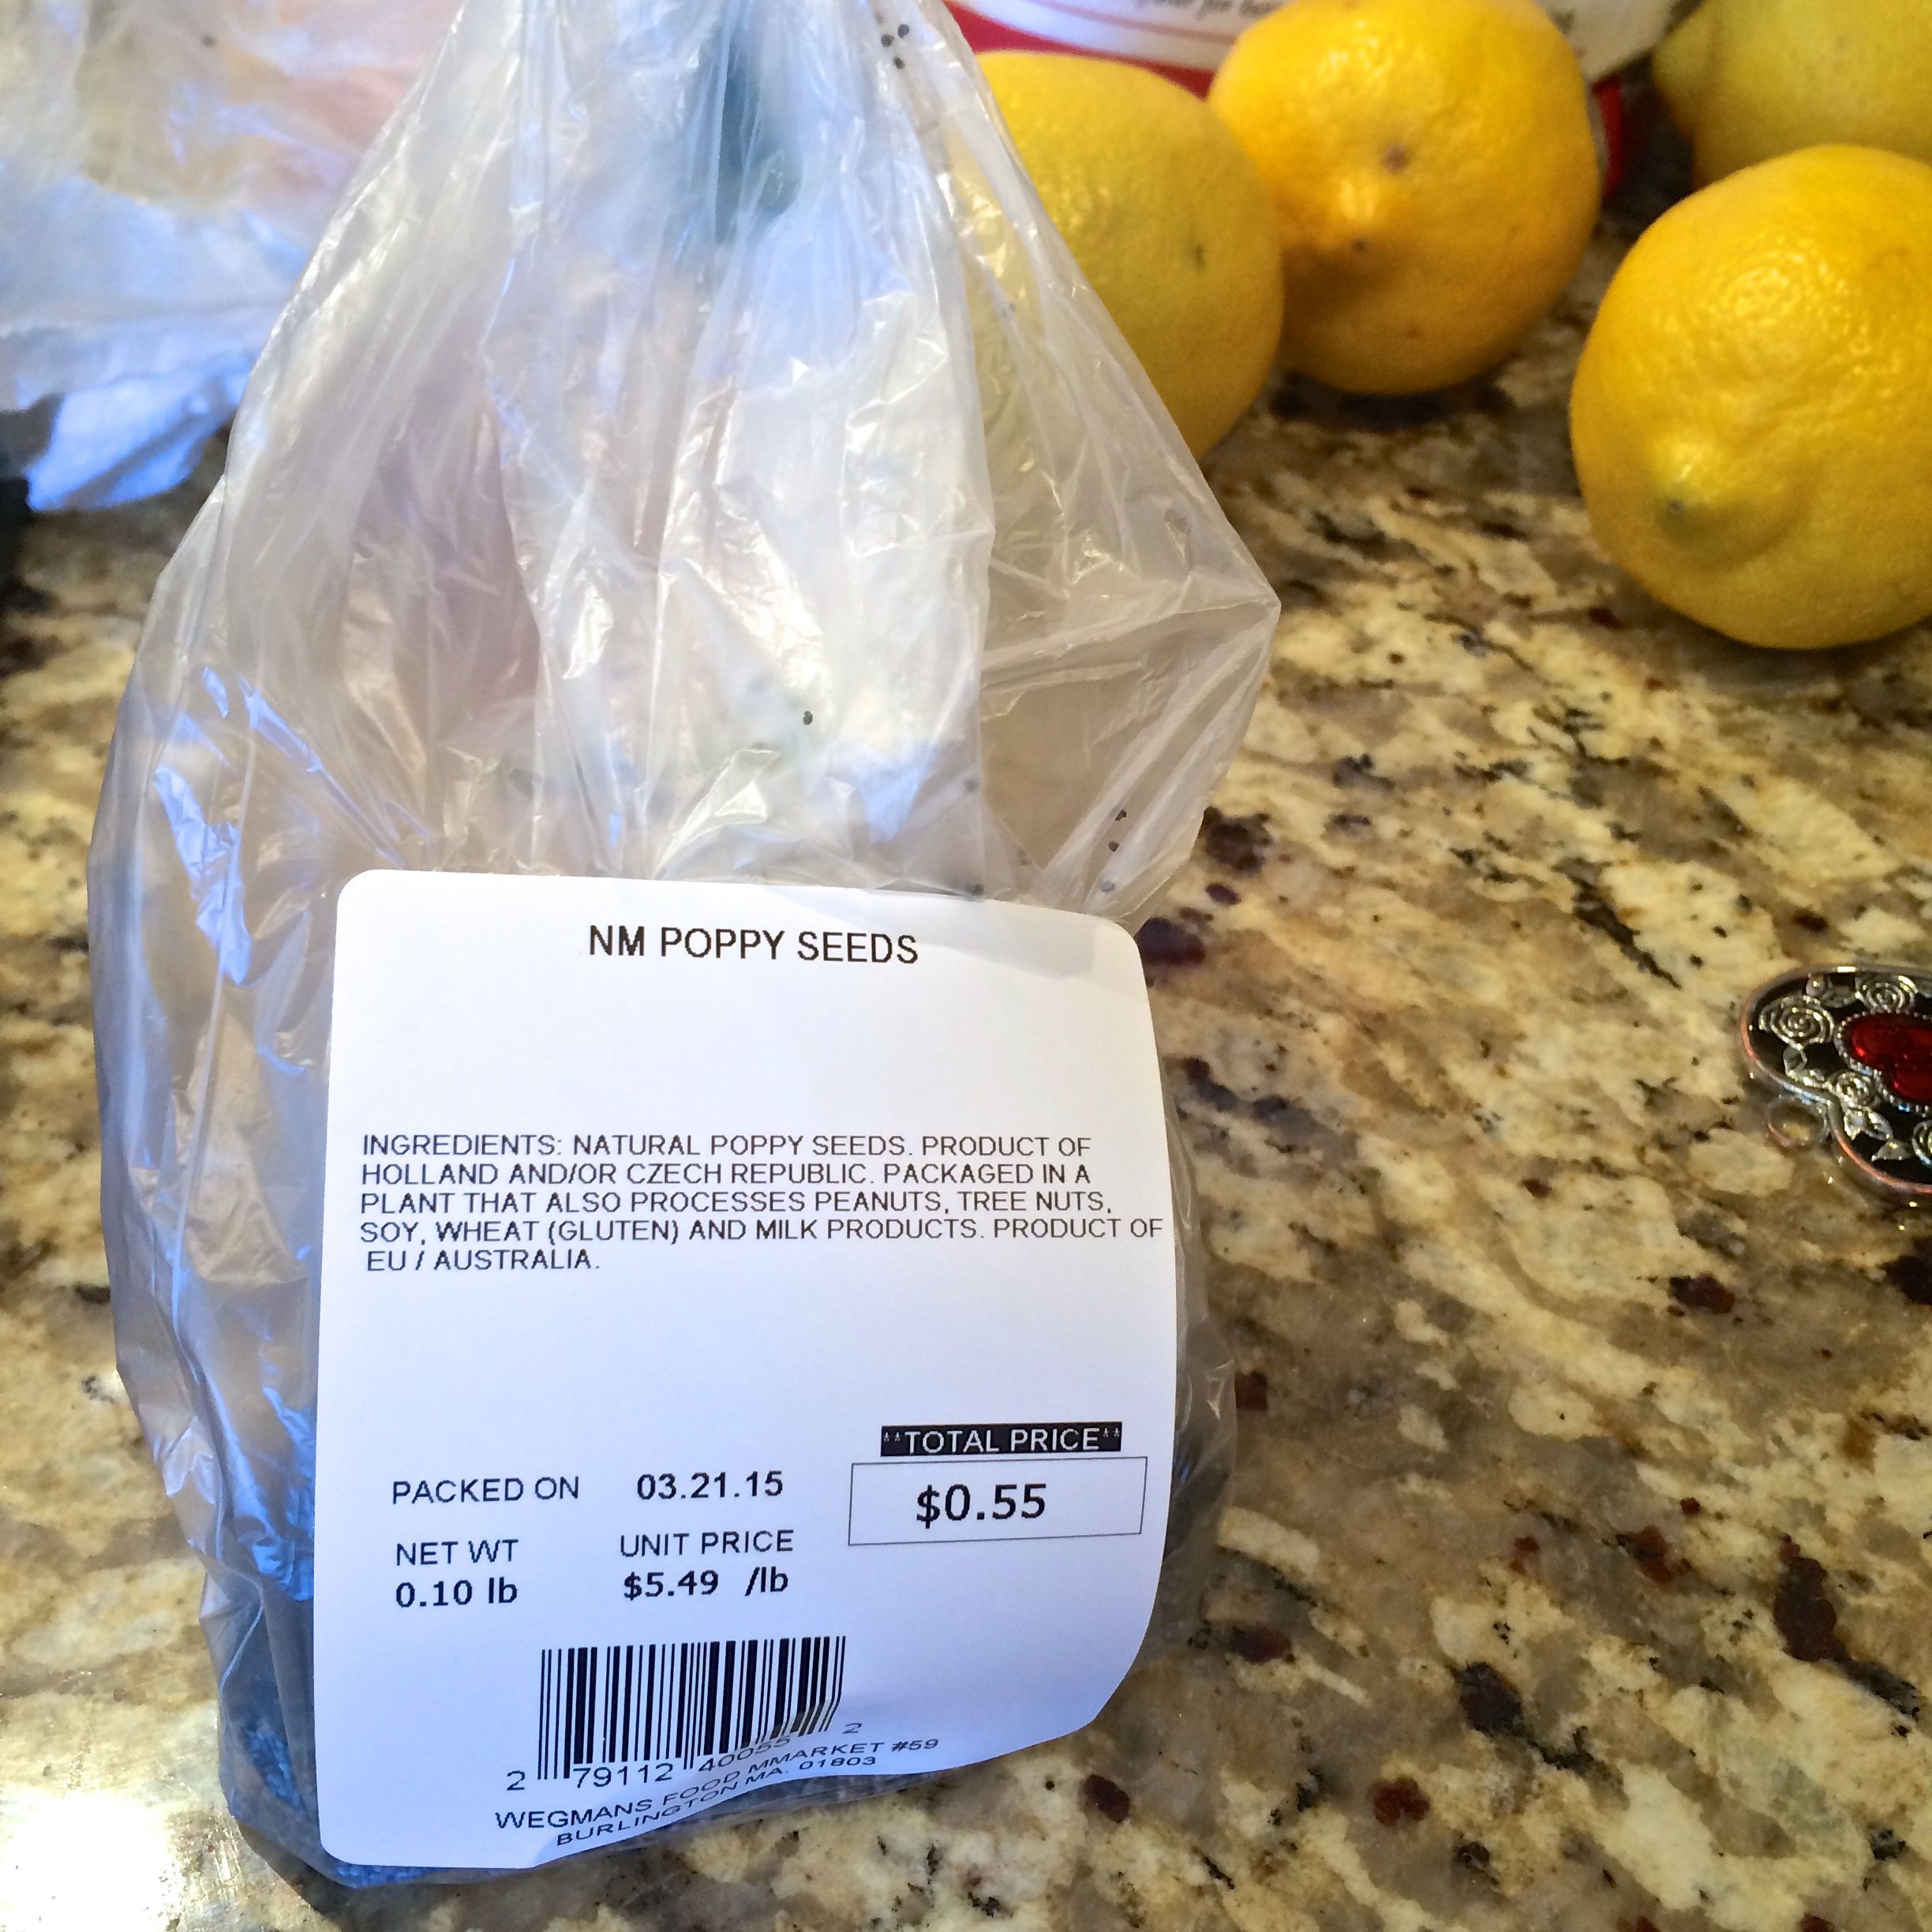 NM POPPY SEEDS
INGREDIENTS: NATURAL POPPY SEEDS. PRODUCT OF
HOLLAND AND/OR CZECH REPUBLIC. PACKAGED IN A
PLANT THAT ALSO PROCESSES PEANUTS, TREE NUTS,
SOY, WHEAT (GLUTEN) AND MILK PRODUCTS. PRODUCT OF
EU / AUSTRALIA.
**TOTAL PRICE**
$0.55
PACKED ON 03.21.15
NET WT UNIT PRICE
0.10 lb $5.49 /lb
2 79112 40055 2
WEGMANS FOOD MMARKET #59
BURLINGTON MA. 01803